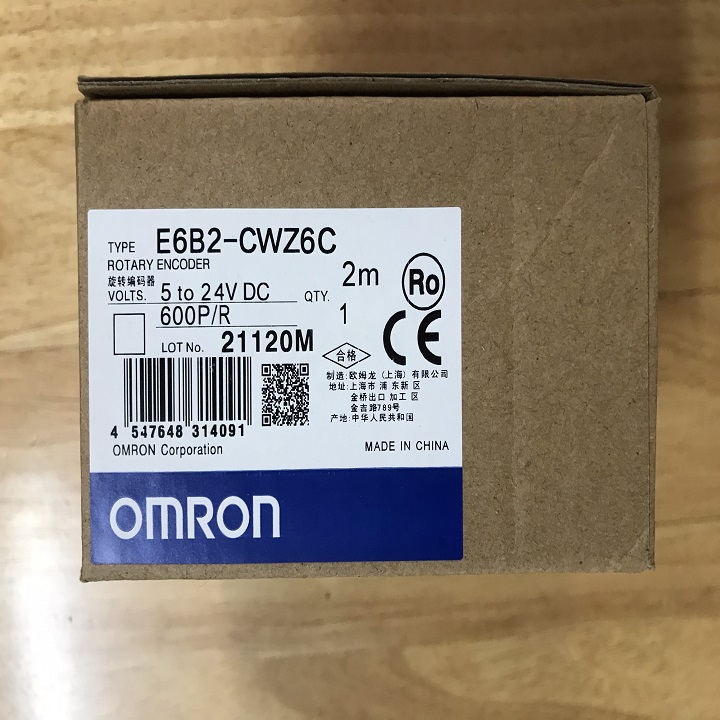 TYPE E6B2-CWZ6C
ROTARY ENCODER
旋转编码器
VOLTS. 5 to 24V DC QTY. 2m
600P/R 1
LOT No. 21120M
Ro
CE
合格
制造:欧姆龙(上海)有限公司
地址:上海市 浦 东新 区
金桥出口 加工 区
金吉路789号
产地:中华人民共和国
4 547648 314091
OMRON Corporation MADE IN CHINA
OMRON